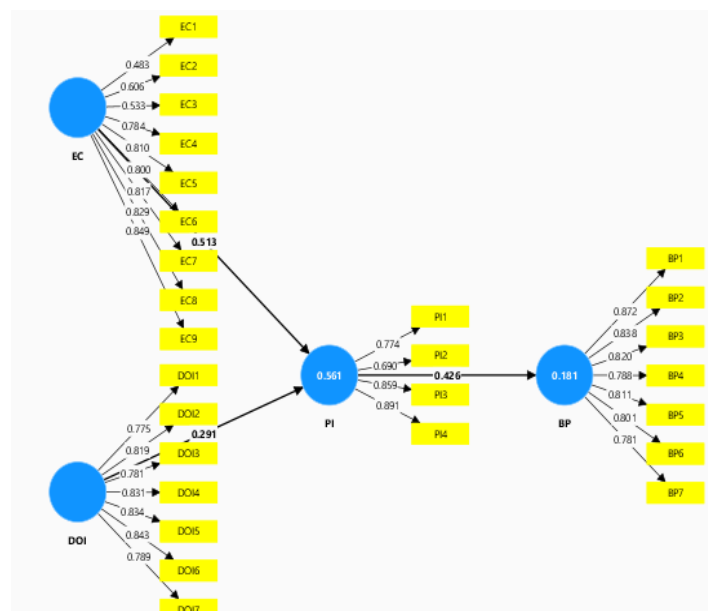 EC1
0.483
EC2
0.606
EC3
0.533
EC4
0.784
EC5
0.810
EC
0.800
EC6
0.817
0.829
0.513
0.849
EC7
EC8
EC9
DOI1
DOI2
0.775
0.291
0.819
DOI3
0.781
DOI4
0.831
DOI5
0.834
DOI6
0.843
0.789
DOI
DOI7
PI1
0.774
PI2
0.690
0.561
0.426
0.859
PI3
0.891
PI
PI4
BP1
0.872
BP2
0.838
BP3
0.820
0.181
0.788
BP4
0.811
BP5
BP
0.801
BP6
0.781
BP7